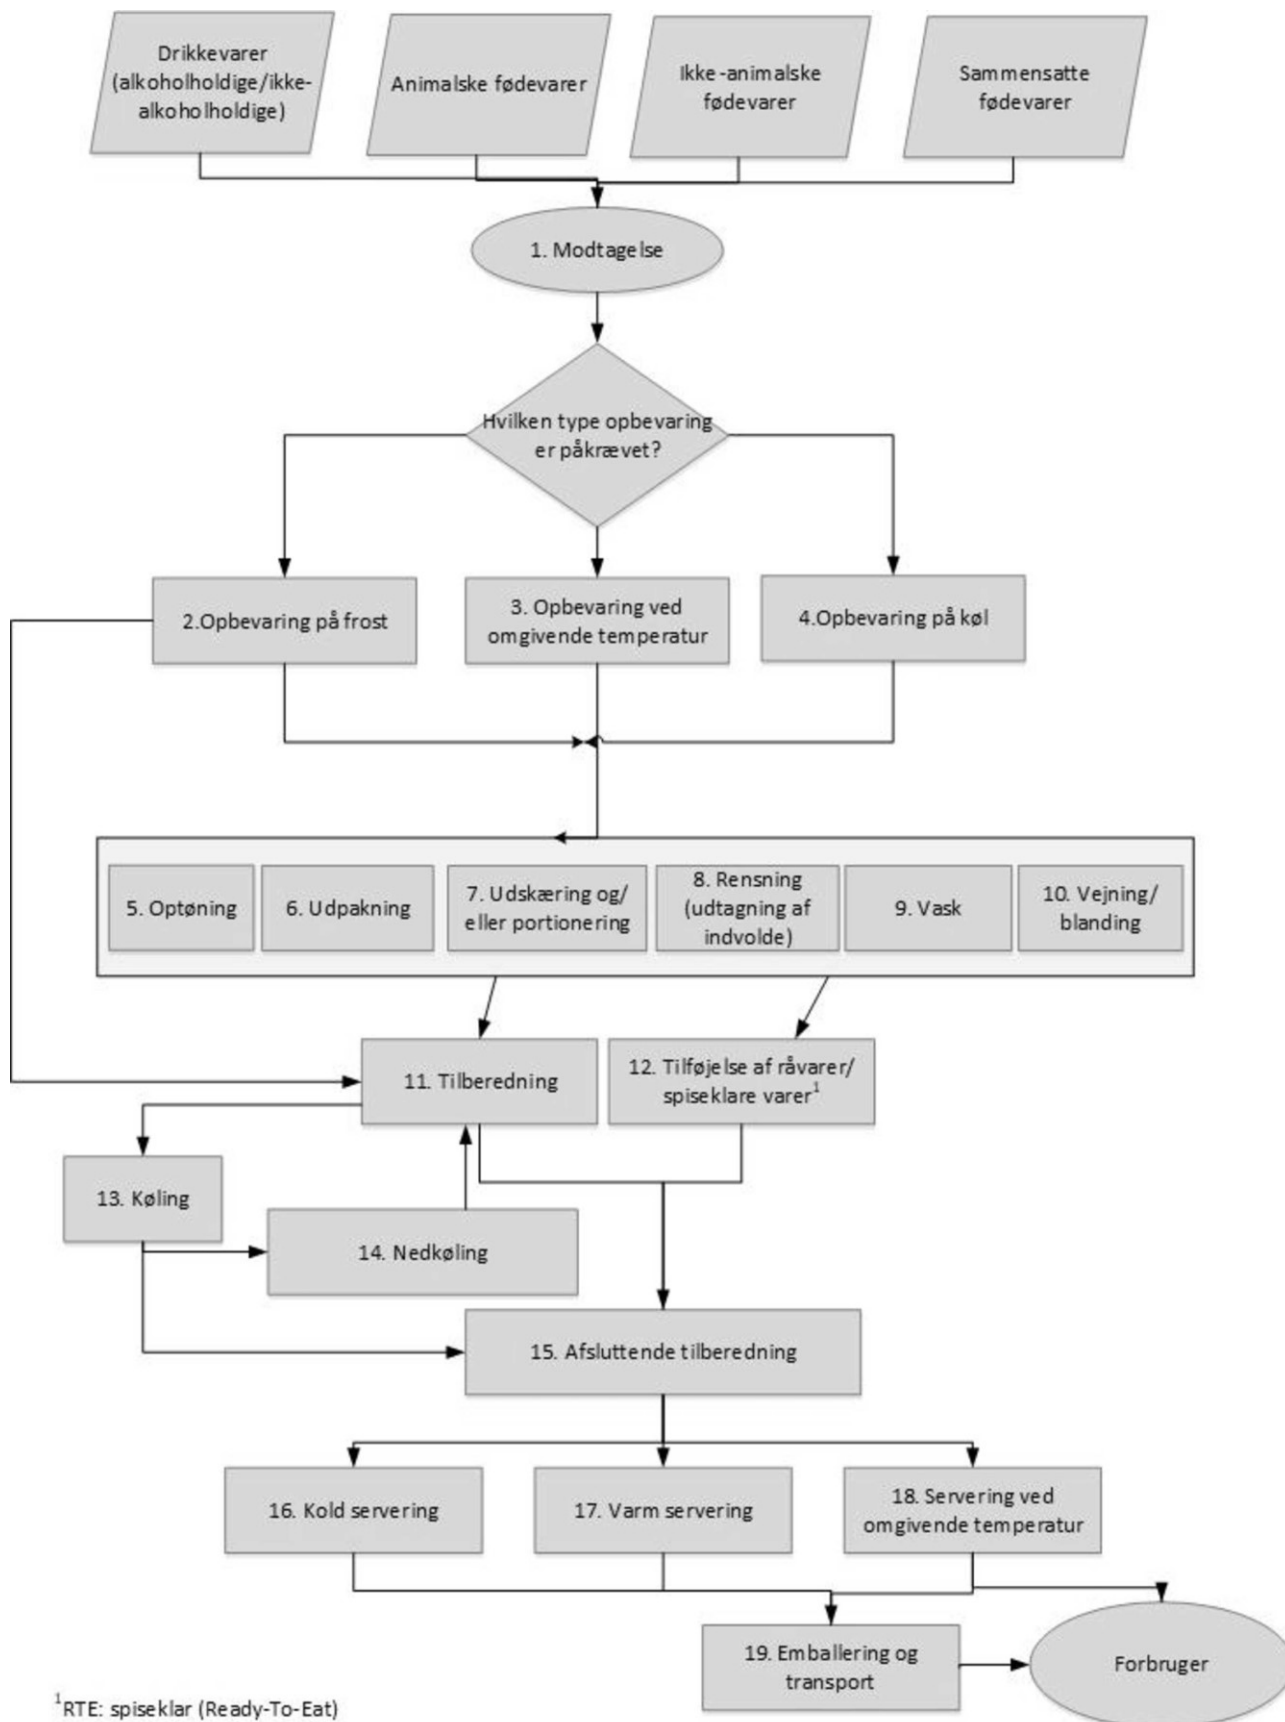 Drikkevarer
(alkoholholdige/ikke-
alkoholholdige)
Animalske fødevarer
Ikke-animalske
fødevarer
Sammensatte
fødevarer
1. Modtagelse
Hvilken type opbevaring
er påkrævet?
2.Opbevaring på frost
3. Opbevaring ved
omgivende temperatur
4.Opbevaring på køl
5. Optøning
6. Udpakning
7. Udskæring og/
eller portionering
8. Rensning
(udtagning af
indvolde)
9. Vask
10. Vejning/
blanding
11. Tilberedning
12. Tilføjelse af råvarer/
spiseklare varer¹
13. Køling
14. Nedkøling
15. Afsluttende tilberedning
16. Kold servering
17. Varm servering
18. Servering ved
omgivende temperatur
19. Emballering og
transport
Forbruger
¹RTE: spiseklar (Ready-To-Eat)